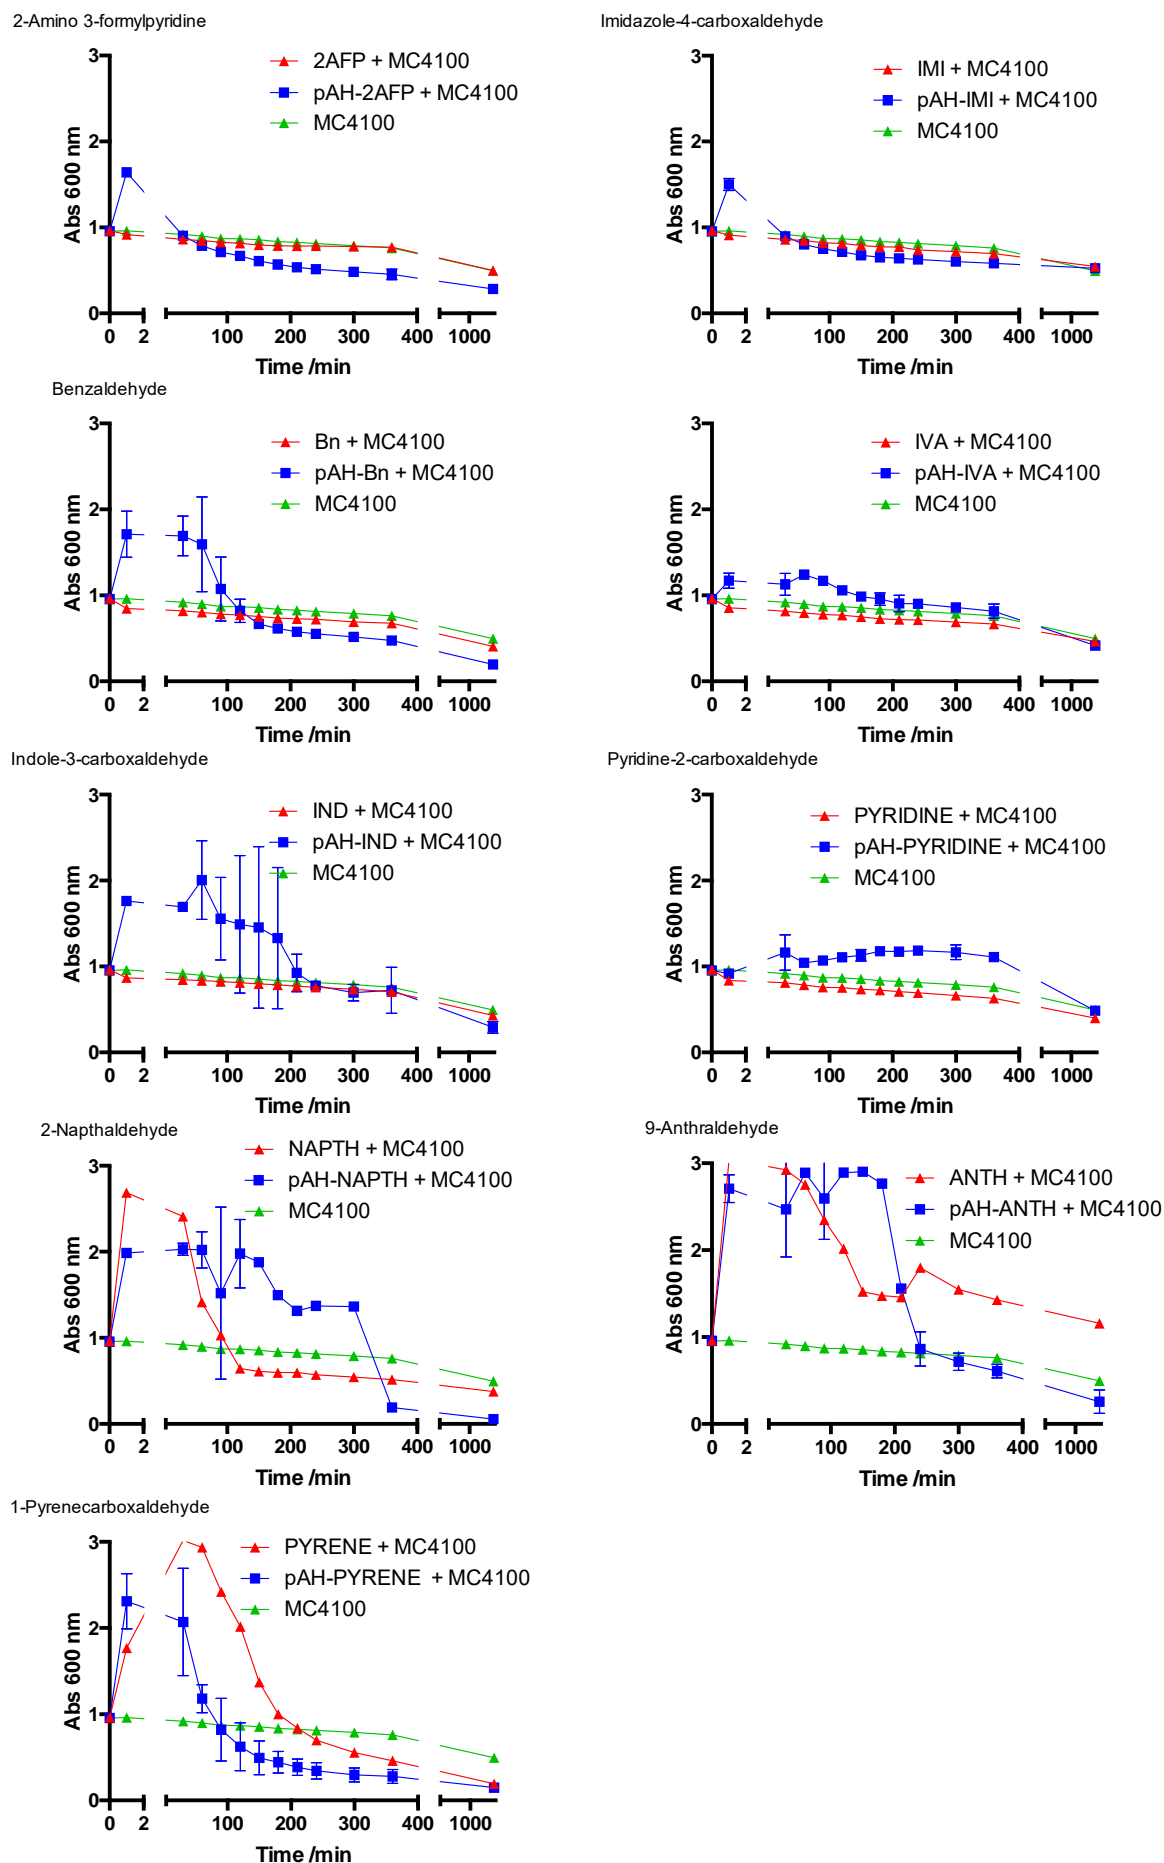 2-Amino 3-formylpyridine
3
2
1
0
Abs 600 nm
2AFP + MC4100
pAH-2AFP + MC4100
MC4100
0 2 100 200 300 400 1000
Time /min
Imidazole-4-carboxaldehyde
3
2
1
0
Abs 600 nm
IMI + MC4100
pAH-IMI + MC4100
MC4100
0 2 100 200 300 400 1000
Time /min
Benzaldehyde
3
2
1
0
Abs 600 nm
Bn + MC4100
pAH-Bn + MC4100
MC4100
0 2 100 200 300 400 1000
Time /min
3
2
1
0
Abs 600 nm
IVA + MC4100
pAH-IVA + MC4100
MC4100
0 2 100 200 300 400 1000
Time /min
Indole-3-carboxaldehyde
3
2
1
0
Abs 600 nm
IND + MC4100
pAH-IND + MC4100
MC4100
0 2 100 200 300 400 1000
Time /min
Pyridine-2-carboxaldehyde
3
2
1
0
Abs 600 nm
PYRIDINE + MC4100
pAH-PYRIDINE + MC4100
MC4100
0 2 100 200 300 400 1000
Time /min
2-Napthaldehyde
3
2
1
0
Abs 600 nm
NAPTH + MC4100
pAH-NAPTH + MC4100
MC4100
0 2 100 200 300 400 1000
Time /min
9-Anthraldehyde
3
2
1
0
Abs 600 nm
ANTH + MC4100
pAH-ANTH + MC4100
MC4100
0 2 100 200 300 400 1000
Time /min
1-Pyrenecarboxaldehyde
3
2
1
0
Abs 600 nm
PYRENE + MC4100
pAH-PYRENE + MC4100
MC4100
0 2 100 200 300 400 1000
Time /min